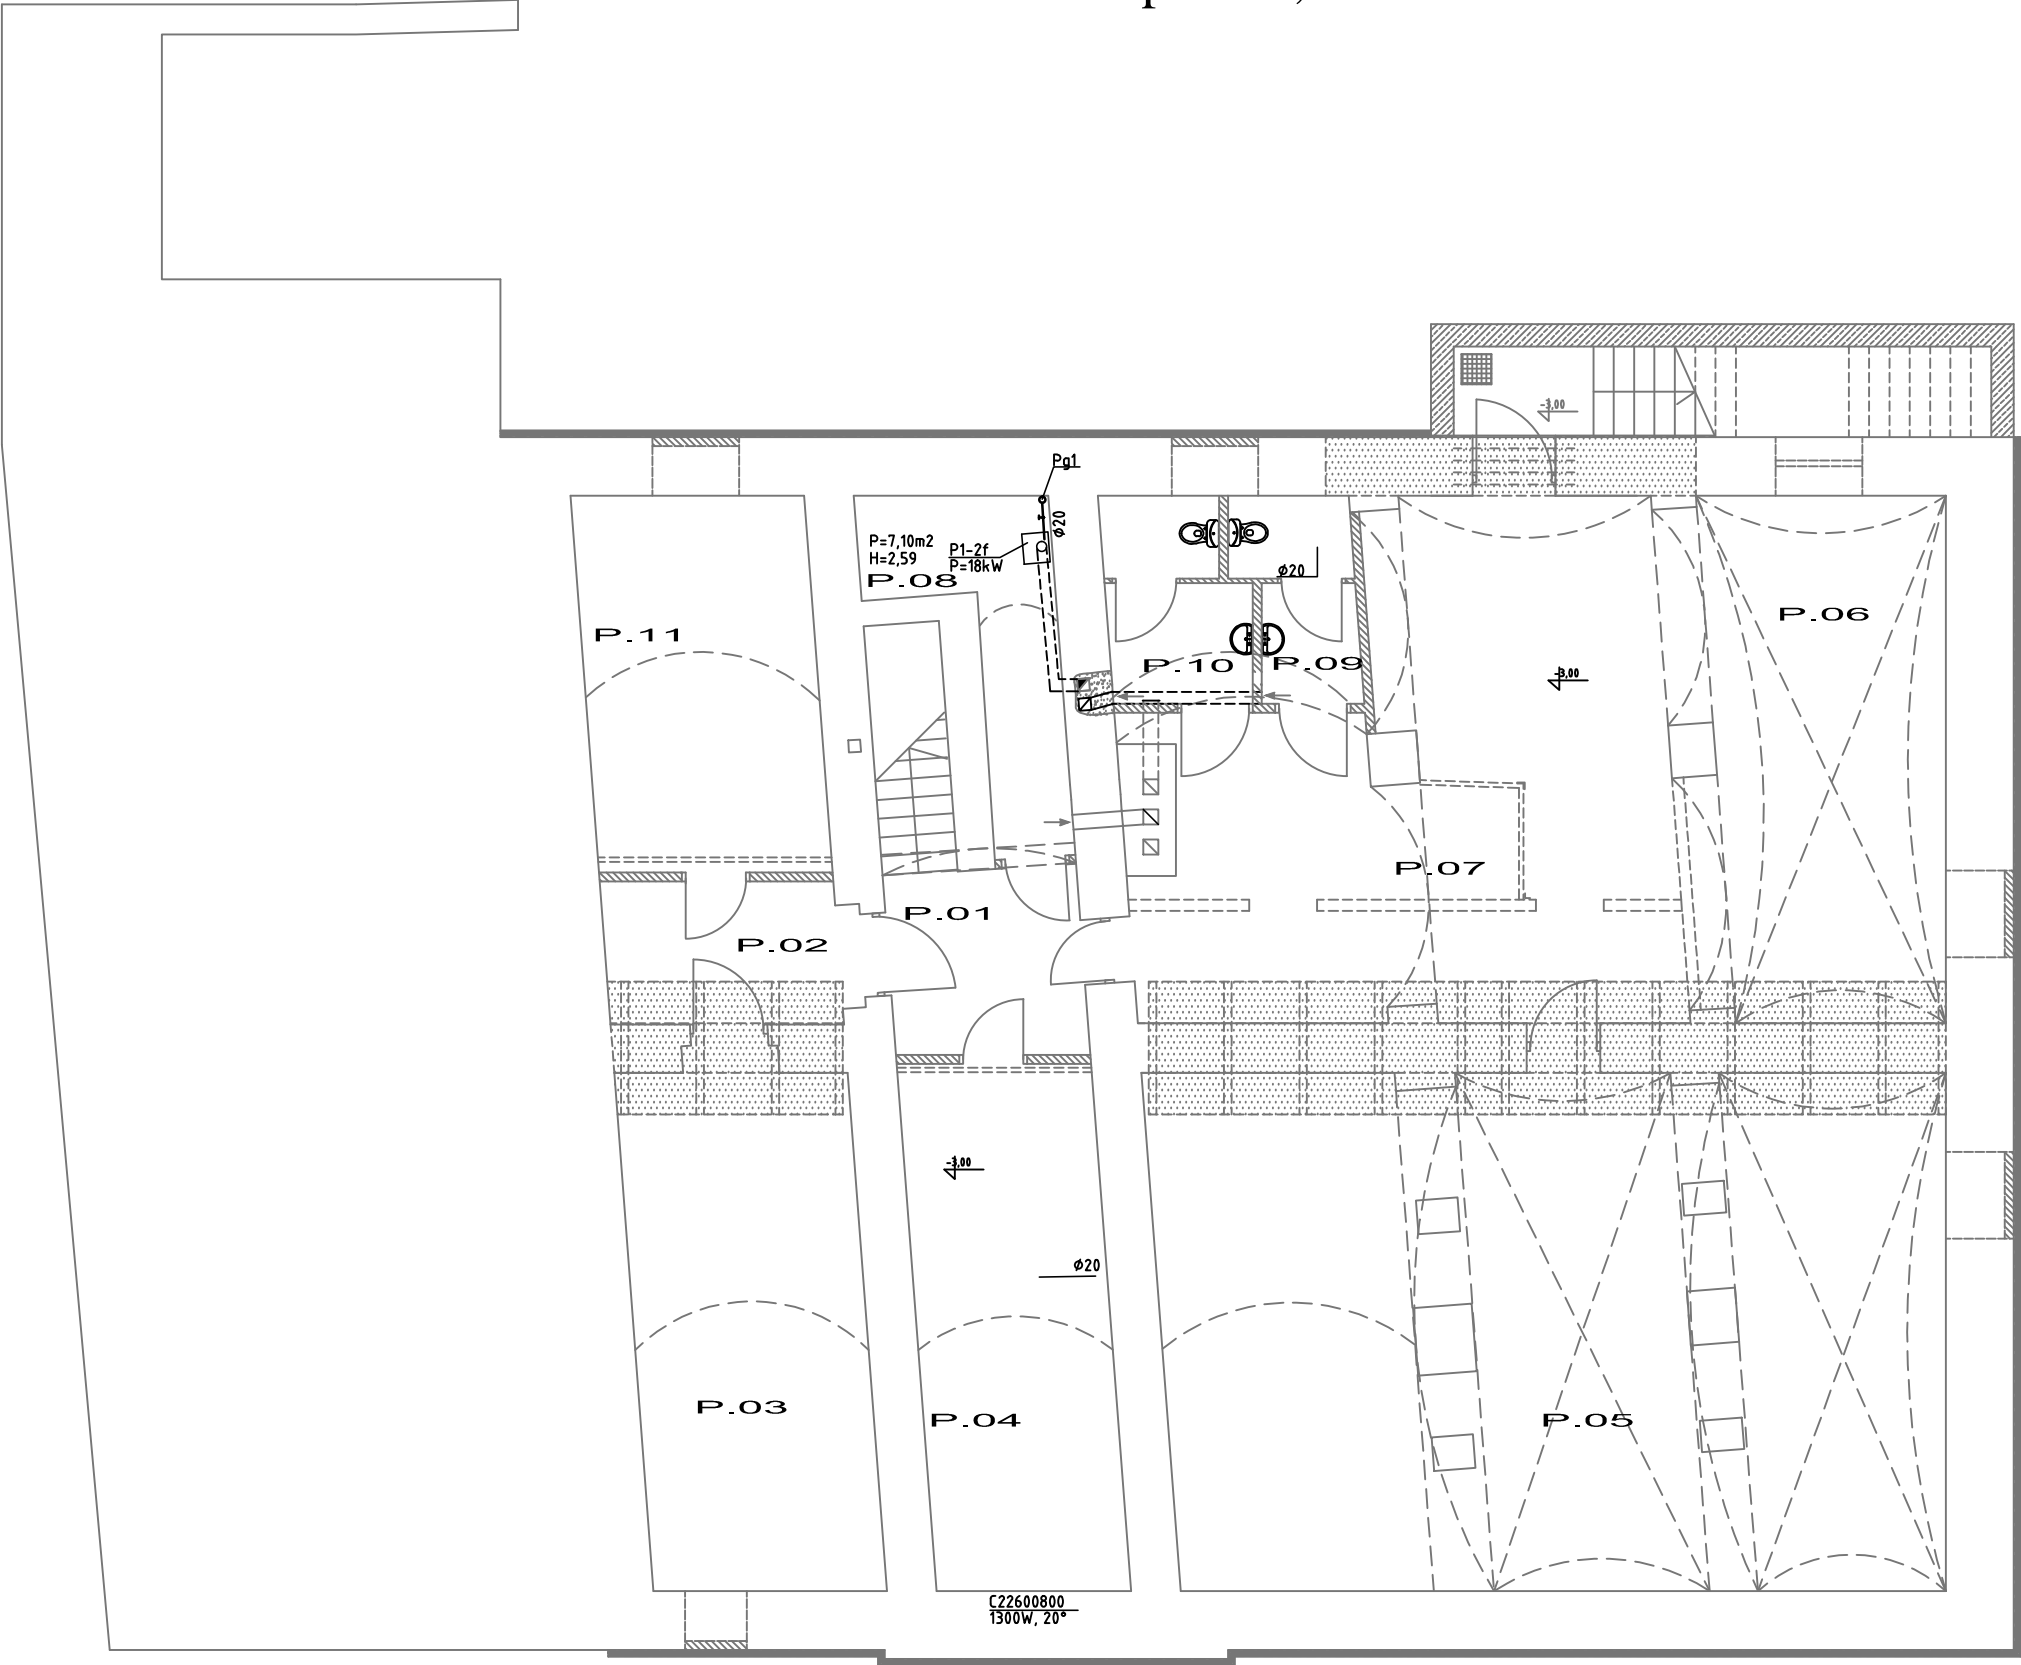 Pg1
ø20
P=7,10m2
H=2,59
P1-2f
P=18kW
P.08
ø20
-3,00
P.11
P.10
P.09
P.06
-3,00
P.07
P.01
P.02
-3,00
ø20
P.03
P.04
P.05
C22600800
1300W, 20°